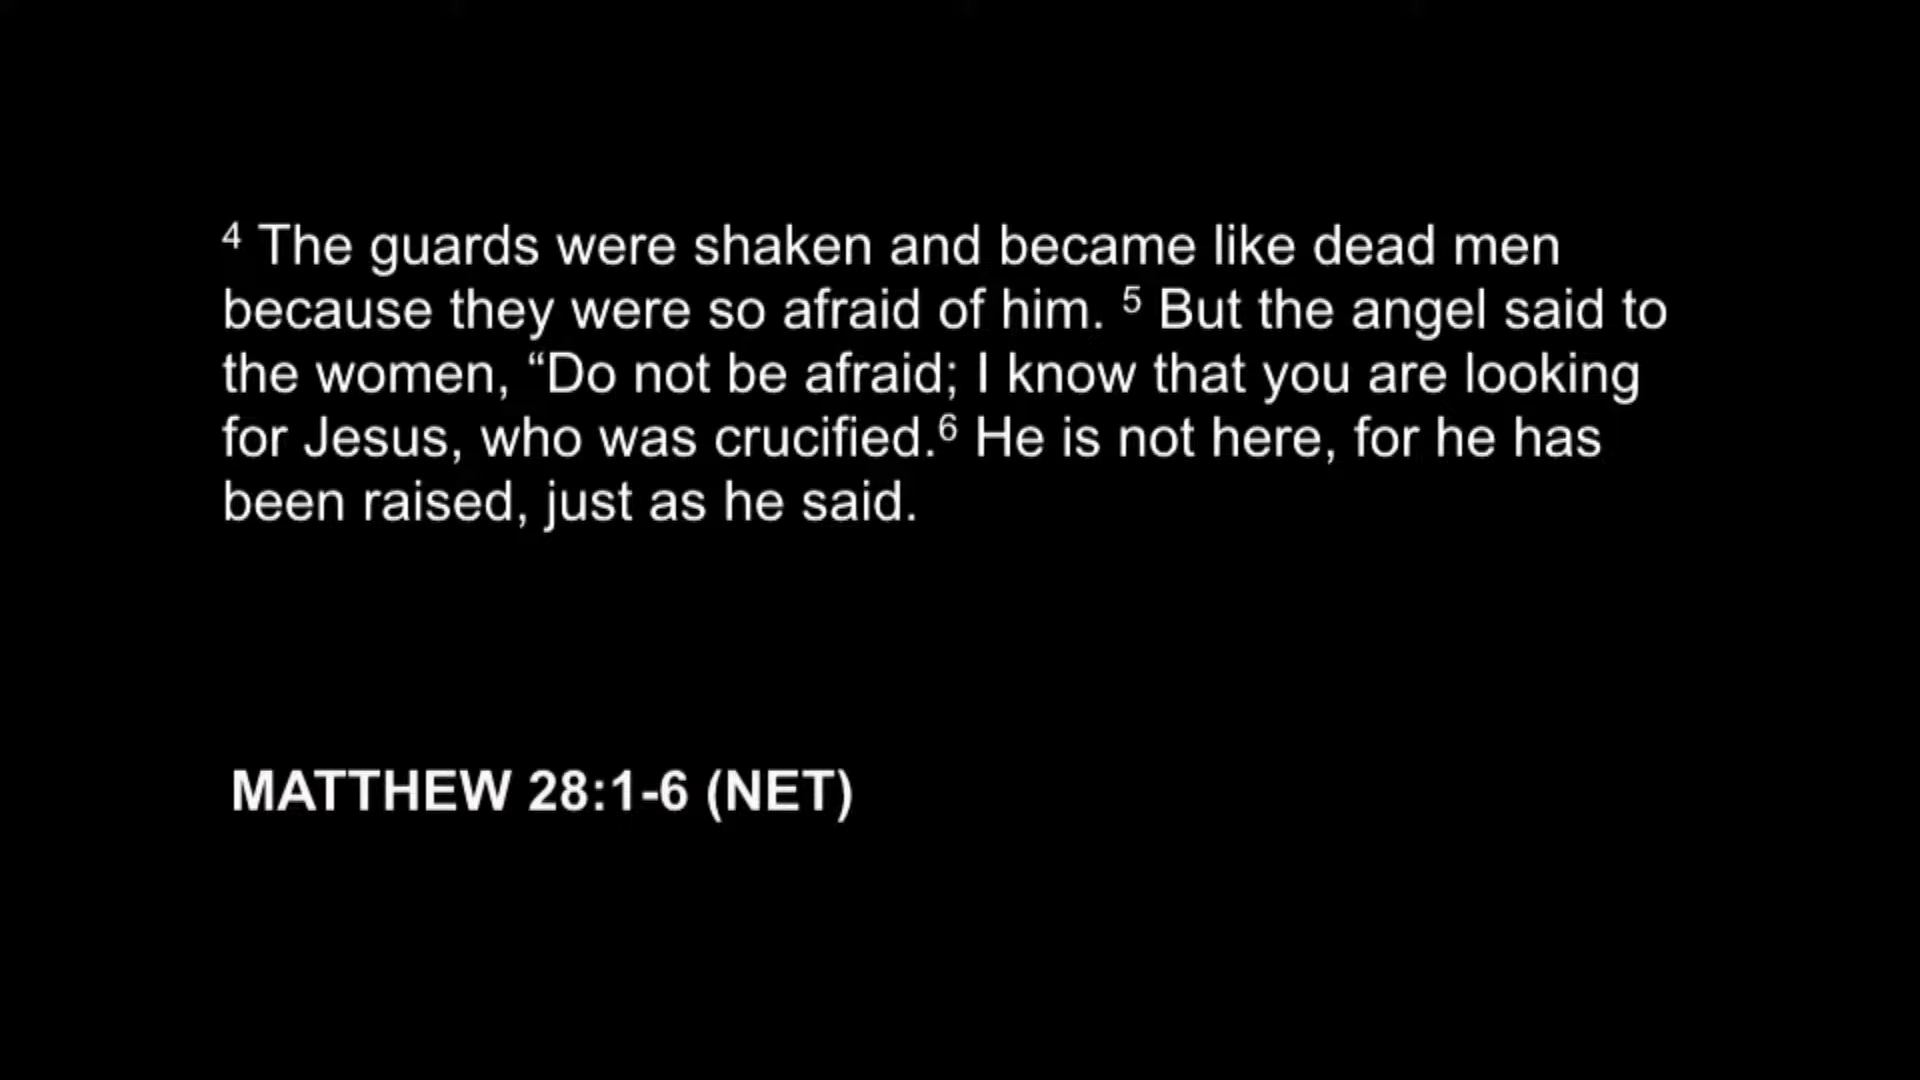 ⁴ The guards were shaken and became like dead men
because they were so afraid of him. ⁵ But the angel said to
the women, “Do not be afraid; I know that you are looking
for Jesus, who was crucified.⁶ He is not here, for he has
been raised, just as he said.
MATTHEW 28:1-6 (NET)